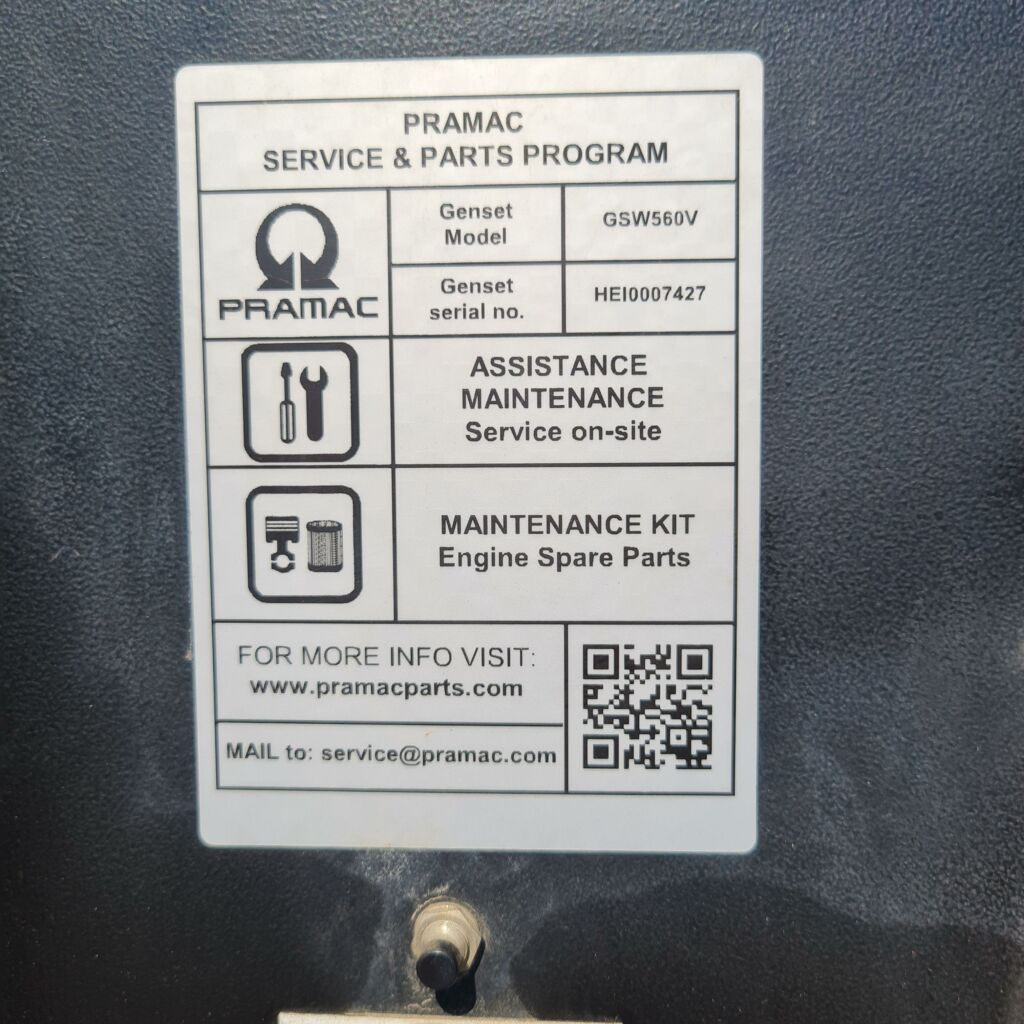 PRAMAC
SERVICE & PARTS PROGRAM
PRAMAC
Genset
Model
GSW560V
Genset
serial no.
HEI0007427
ASSISTANCE
MAINTENANCE
Service on-site
MAINTENANCE KIT
Engine Spare Parts
FOR MORE INFO VISIT:
www.pramacparts.com
MAIL to: service@pramac.com